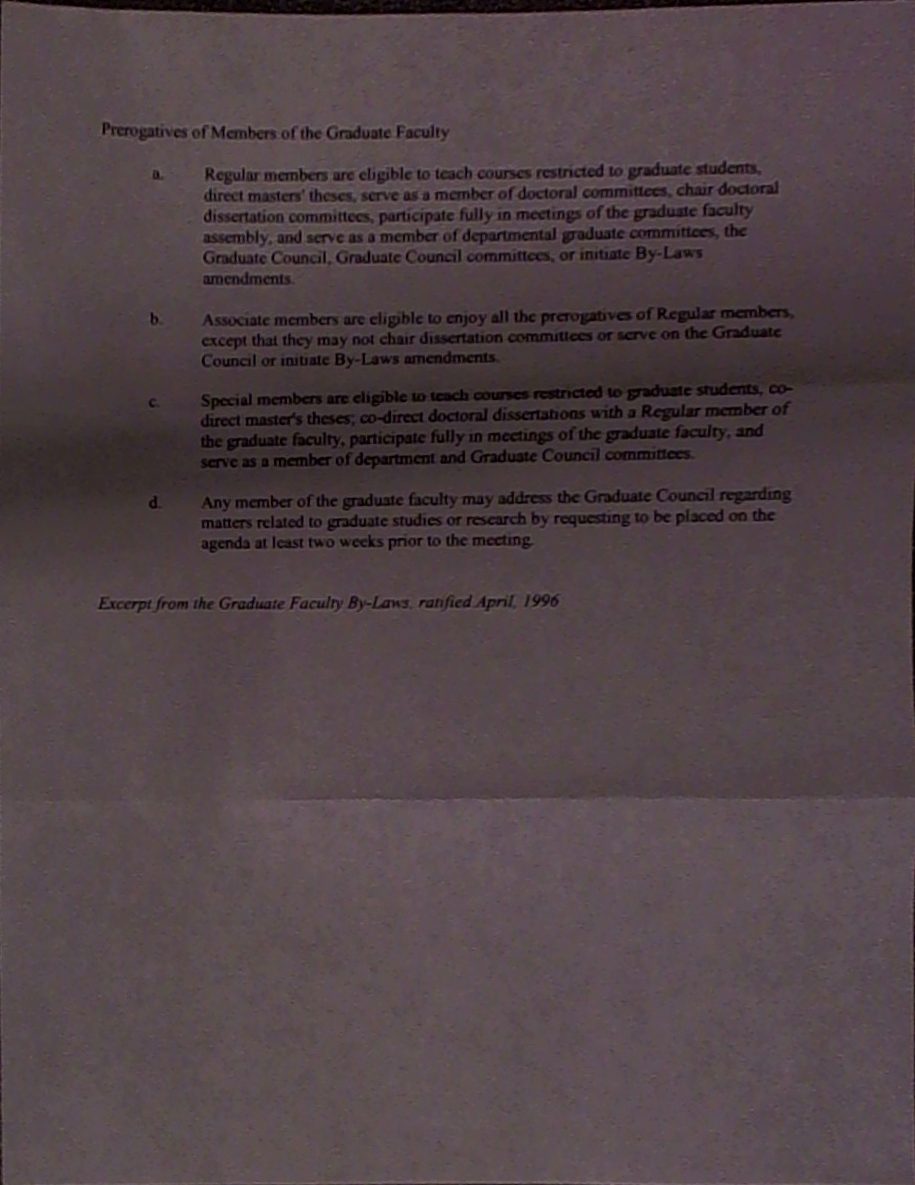 Prerogatives of Members of the Graduate Faculty
a. Regular members are eligible to teach courses restricted to graduate students,
direct masters' theses, serve as a member of doctoral committees, chair doctoral
dissertation committees, participate fully in meetings of the graduate faculty
assembly, and serve as a member of departmental graduate committees, the
Graduate Council, Graduate Council committees, or initiate By-Laws
amendments.
b. Associate members are eligible to enjoy all the prerogatives of Regular members,
except that they may not chair dissertation committees or serve on the Graduate
Council or initiate By-Laws amendments.
c. Special members are eligible to teach courses restricted to graduate students, co-
direct master's theses; co-direct doctoral dissertations with a Regular member of
the graduate faculty, participate fully in meetings of the graduate faculty, and
serve as a member of department and Graduate Council committees.
d. Any member of the graduate faculty may address the Graduate Council regarding
matters related to graduate studies or research by requesting to be placed on the
agenda at least two weeks prior to the meeting.
Excerpt from the Graduate Faculty By-Laws, ratified April, 1996